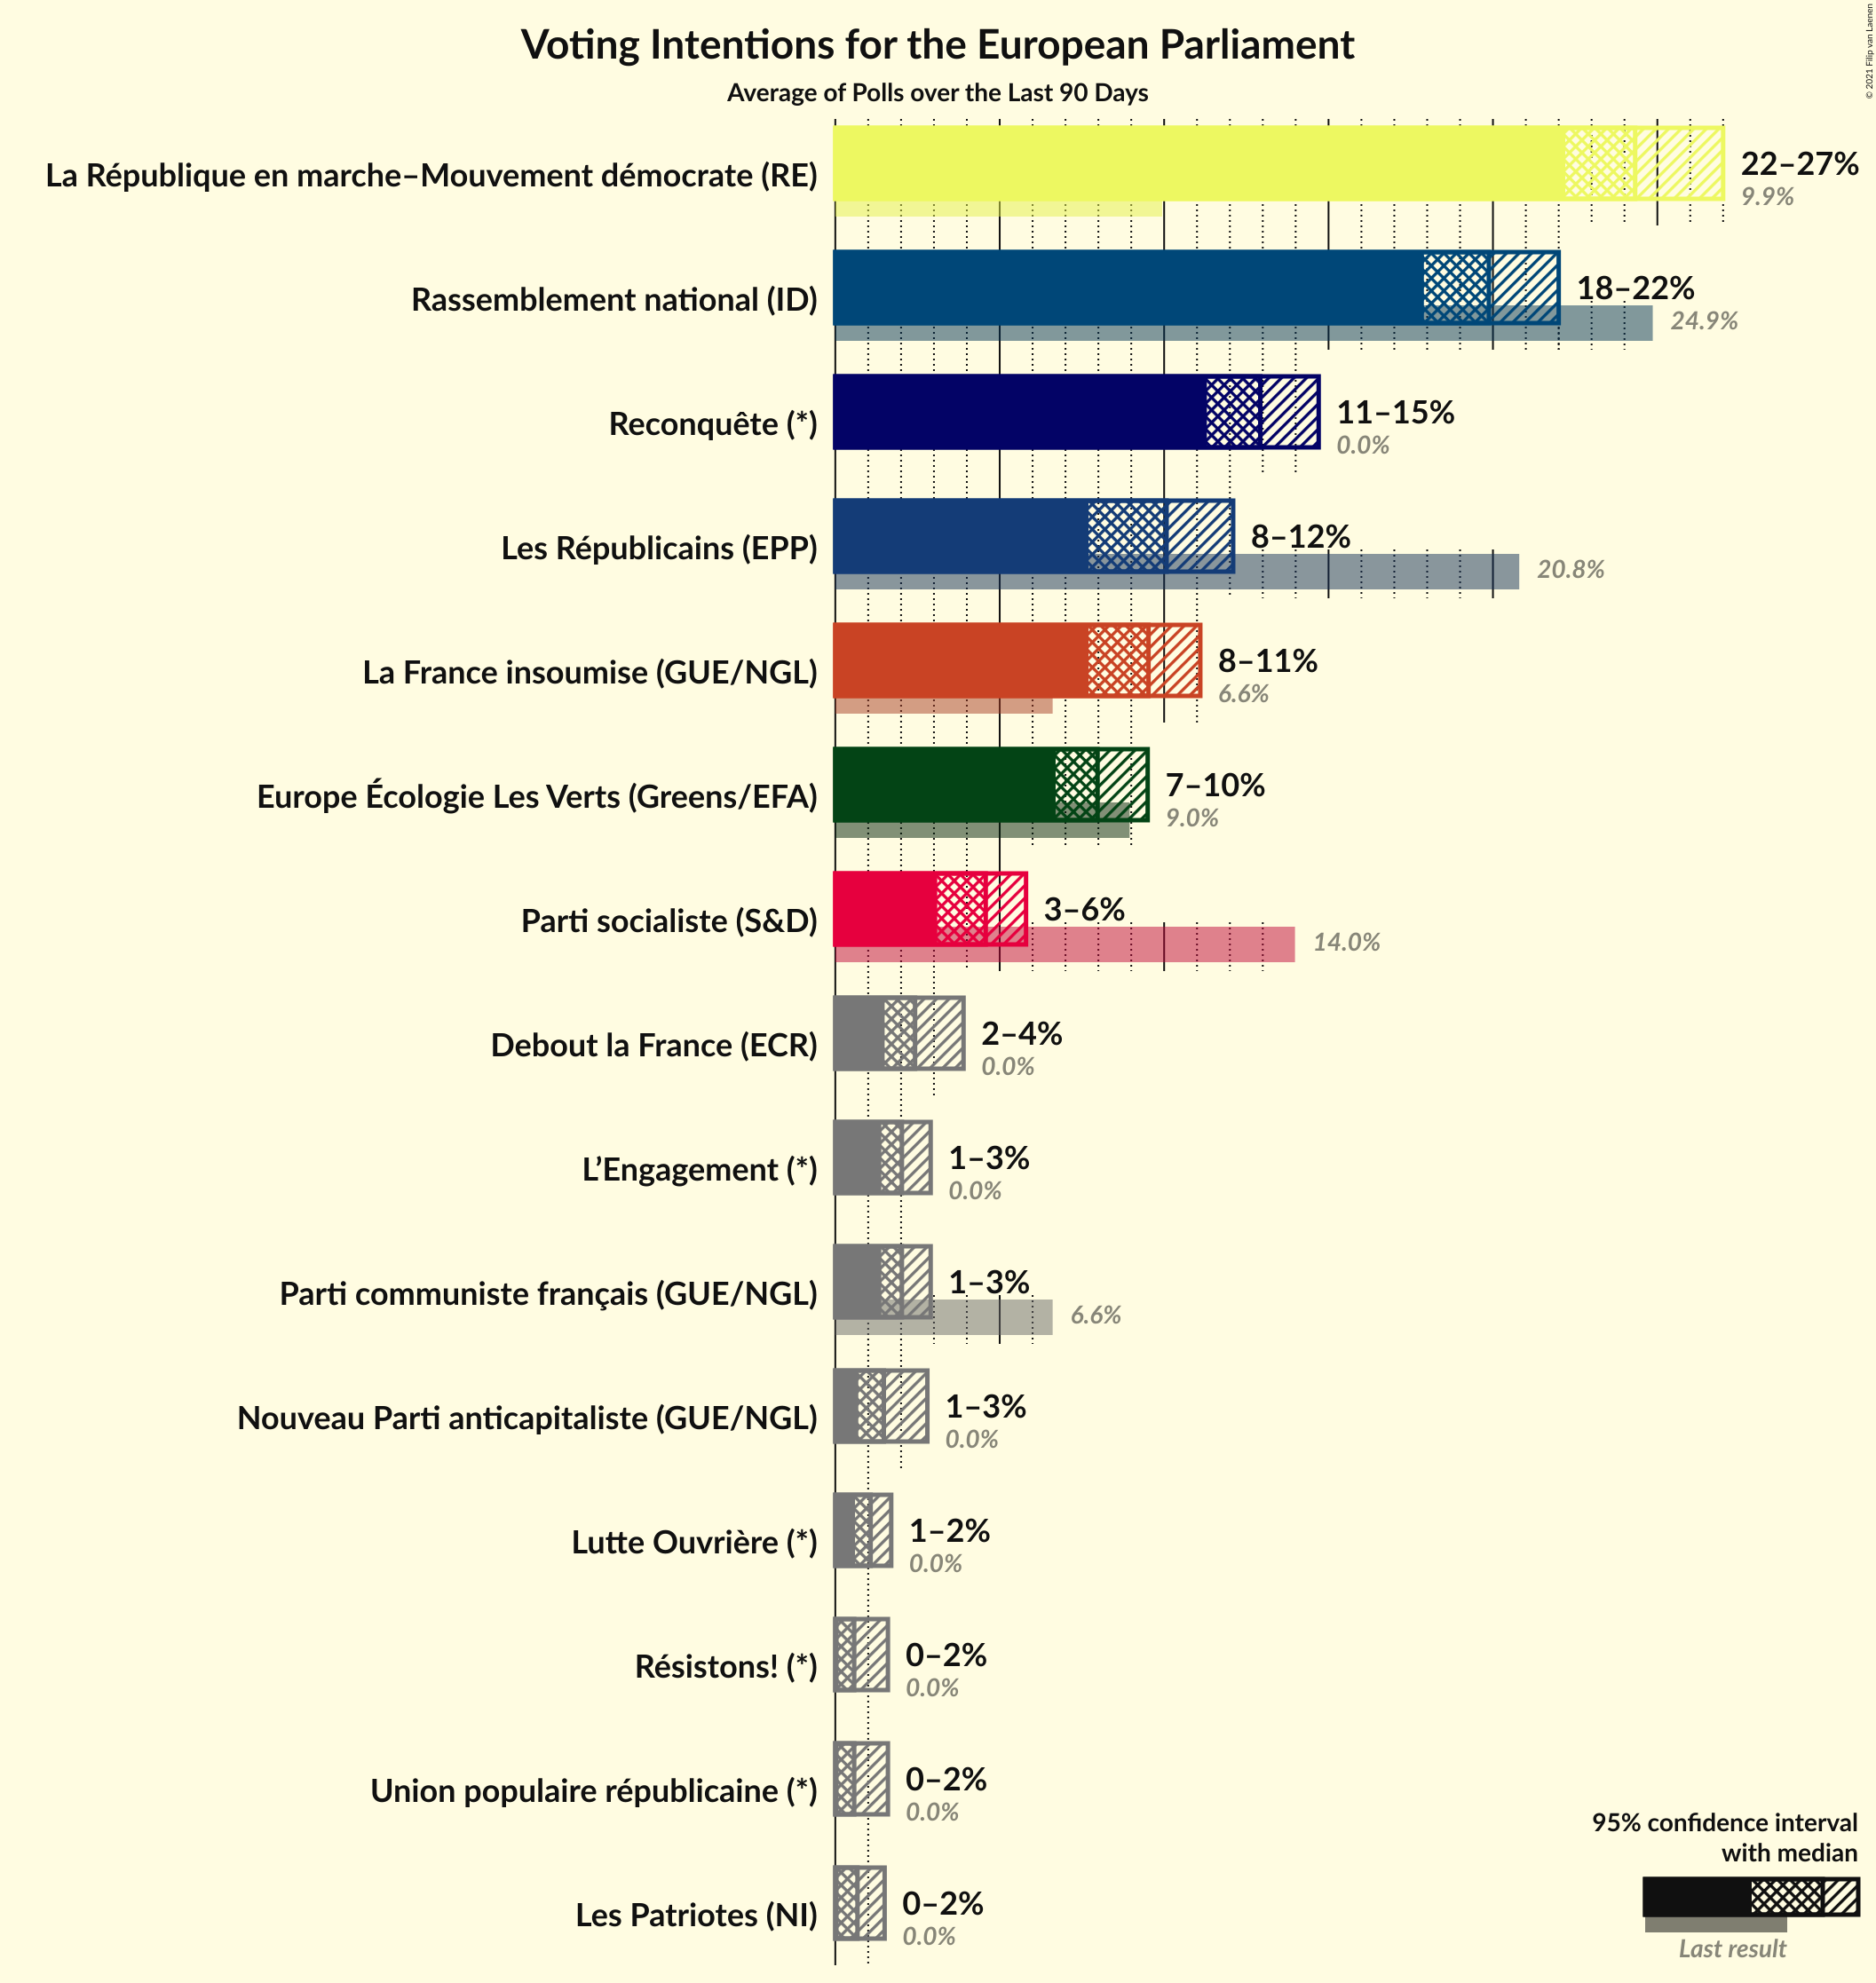 Voting Intentions for the European Parliament
Average of Polls over the Last 90 Days
© 2021 Filip van Laenen
La République en marche–Mouvement démocrate (RE)
22–27%
9.9%
Rassemblement national (ID)
18–22%
24.9%
Reconquête (*)
11–15%
0.0%
Les Républicains (EPP)
8–12%
20.8%
La France insoumise (GUE/NGL)
8–11%
6.6%
Europe Écologie Les Verts (Greens/EFA)
7–10%
9.0%
Parti socialiste (S&D)
3–6%
14.0%
Debout la France (ECR)
2–4%
0.0%
L’Engagement (*)
1–3%
0.0%
Parti communiste français (GUE/NGL)
1–3%
6.6%
Nouveau Parti anticapitaliste (GUE/NGL)
1–3%
0.0%
Lutte Ouvrière (*)
1–2%
0.0%
Résistons! (*)
0–2%
0.0%
Union populaire républicaine (*)
0–2%
0.0%
Les Patriotes (NI)
0–2%
0.0%
95% confidence interval
with median
Last result